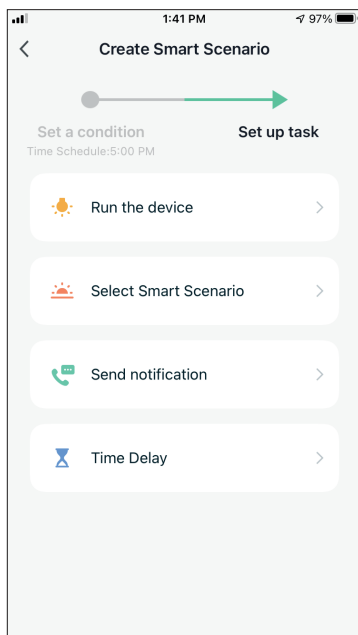 1:41 PM
97%
Create Smart Scenario
Set a condition
Set up task
Time Schedule:5:00 PM
Run the device
Select Smart Scenario
Send notification
Time Delay